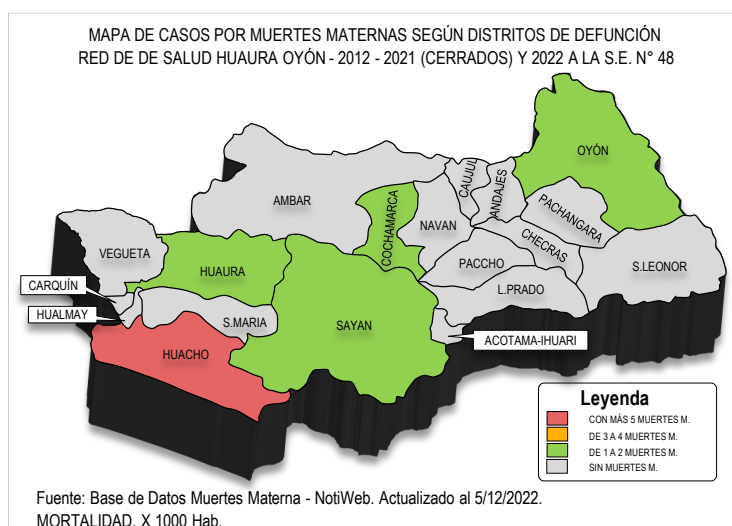 MAPA DE CASOS POR MUERTES MATERNAS SEGÚN DISTRITOS DE DEFUNCIÓN
RED DE DE SALUD HUAURA OYÓN - 2012 - 2021 (CERRADOS) Y 2022 A LA S.E. N° 48
OYÓN
CAUJUL
ANDAJES
AMBAR
COCHAMARCA
NAVAN
PACHANGARA
CHECRAS
VEGUETA
HUAURA
PACCHO
S.LEONOR
CARQUÍN
L.PRADO
HUALMAY
S.MARIA
SAYAN
ACOTAMA-IHUARI
HUACHO
Leyenda
CON MÁS 5 MUERTES M.
DE 3 A 4 MUERTES M.
DE 1 A 2 MUERTES M.
SIN MUERTES M.
Fuente: Base de Datos Muertes Materna - NotiWeb. Actualizado al 5/12/2022.
MORTALIDAD. X 1000 Hab.